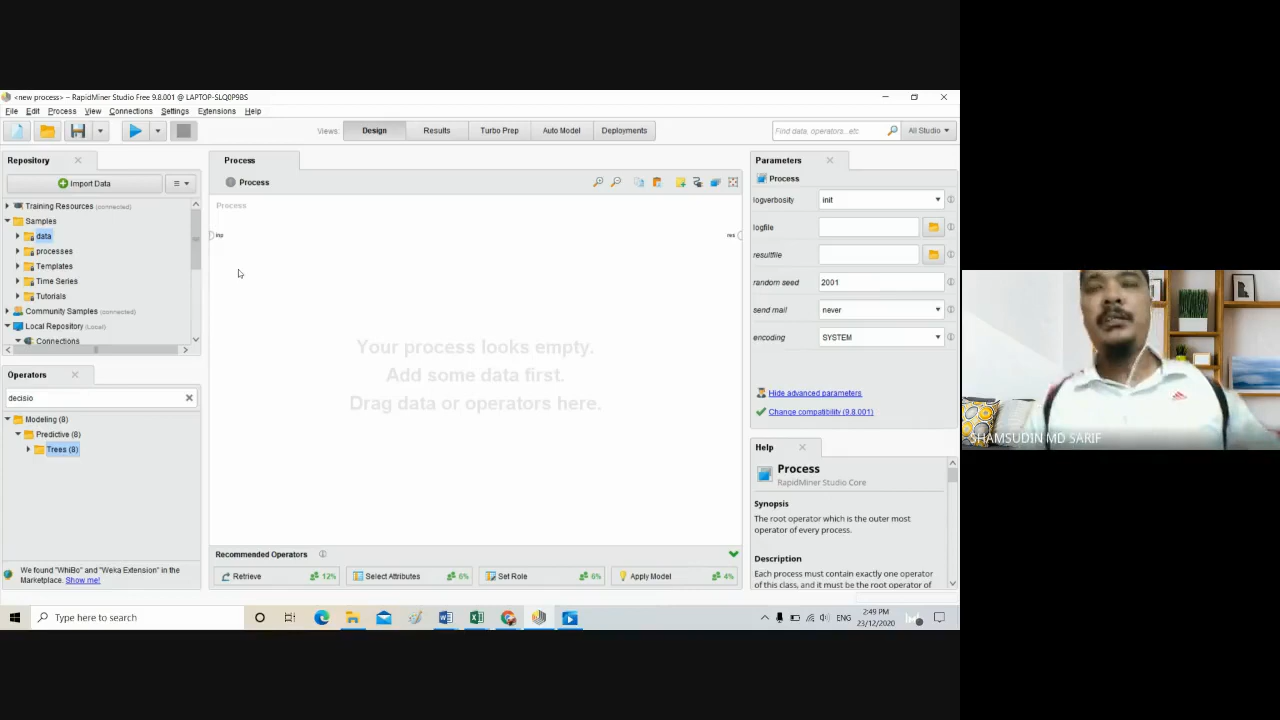 <new process> – RapidMiner Studio Free 9.8.001 @ LAPTOP-SLQ0P9BS
File Edit Process View Connections Settings Extensions Help
Views: Design Results Turbo Prep Auto Model Deployments
Find data, operators...etc All Studio
Repository
Import Data
Training Resources (connected)
Samples
data
processes
Templates
Time Series
Tutorials
Community Samples (connected)
Local Repository (Local)
Connections
Operators
decisio
Modeling (8)
Predictive (8)
Trees (8)
We found "WhiBo" and "Weka Extension" in the
Marketplace. Show me!
Process
Process
Process
inp
res
Your process looks empty.
Add some data first.
Drag data or operators here.
Recommended Operators
Retrieve 12% Select Attributes 6% Set Role 6% Apply Model 4%
Parameters
Process
logverbosity init
logfile
resultfile
random seed 2001
send mail never
encoding SYSTEM
Hide advanced parameters
Change compatibility (9.8.001)
Help
Process
RapidMiner Studio Core
Synopsis
The root operator which is the outer most
operator of every process.
Description
Each process must contain exactly one operator
of this class, and it must be the root operator of
Type here to search
ENG
2:49 PM
23/12/2020
SHAMSUDIN MD SARIF